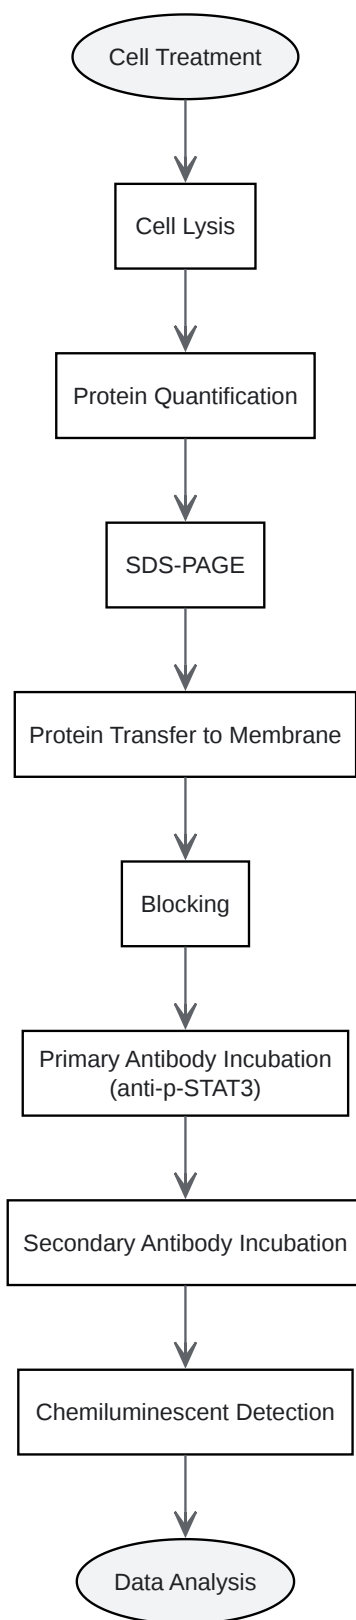 Cell Treatment
Cell Lysis
Protein Quantification
SDS-PAGE
Protein Transfer to Membrane
Blocking
Primary Antibody Incubation
(anti-p-STAT3)
Secondary Antibody Incubation
Chemiluminescent Detection
Data Analysis